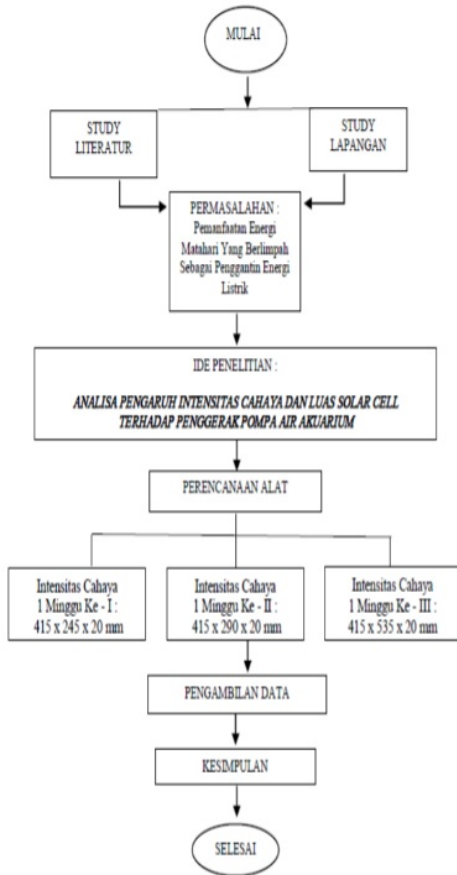 MULAI
STUDY
LITERATUR
STUDY
LAPANGAN
PERMASALAHAN :
Pemanfaatan Energi
Matahari Yang Berlimpah
Sebagai Penggantin Energi
Listrik
IDE PENELITIAN :
ANALISA PENGARUH INTENSITAS CAHAYA DAN LUAS SOLAR CELL
TERHADAP PENGGERAK POMPA AIR AKUARIUM
PERENCANAAN ALAT
Intensitas Cahaya
1 Minggu Ke - I :
415 x 245 x 20 mm
Intensitas Cahaya
1 Minggu Ke - II :
415 x 290 x 20 mm
Intensitas Cahaya
1 Minggu Ke - III :
415 x 535 x 20 mm
PENGAMBILAN DATA
KESIMPULAN
SELESAI